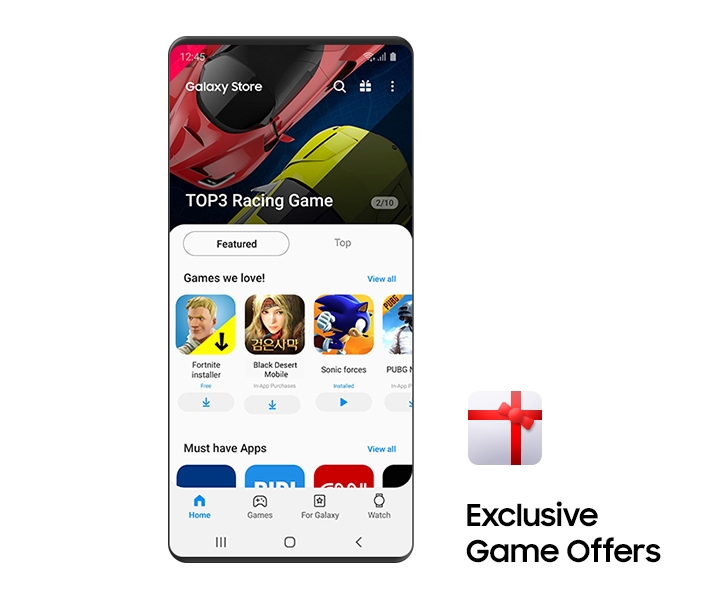 12:45
Galaxy Store
TOP3 Racing Game
2/10
Featured
Top
Games we love!
View all
검은사막
PUBG
Fortnite
installer
Black Desert
Mobile
Sonic forces
PUBG
Free
In-App Purchases
Installed
In-App
Must have Apps
View all
Home
Games
For Galaxy
Watch
Exclusive
Game Offers